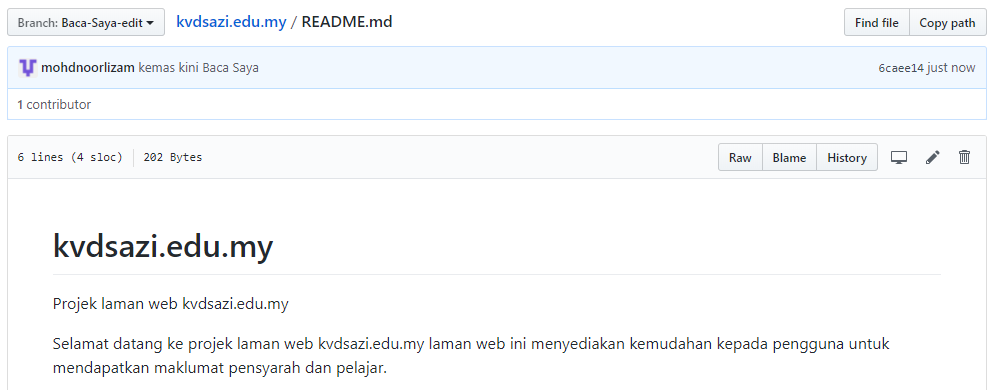 Branch: Baca-Saya-edit kvdsazi.edu.my / README.md Find file Copy path
mohdnoorlizam kemas kini Baca Saya 6caee14 just now
1 contributor
6 lines (4 sloc) 202 Bytes Raw Blame History
kvdsazi.edu.my
Projek laman web kvdsazi.edu.my
Selamat datang ke projek laman web kvdsazi.edu.my laman web ini menyediakan kemudahan kepada pengguna untuk
mendapatkan maklumat pensyarah dan pelajar.